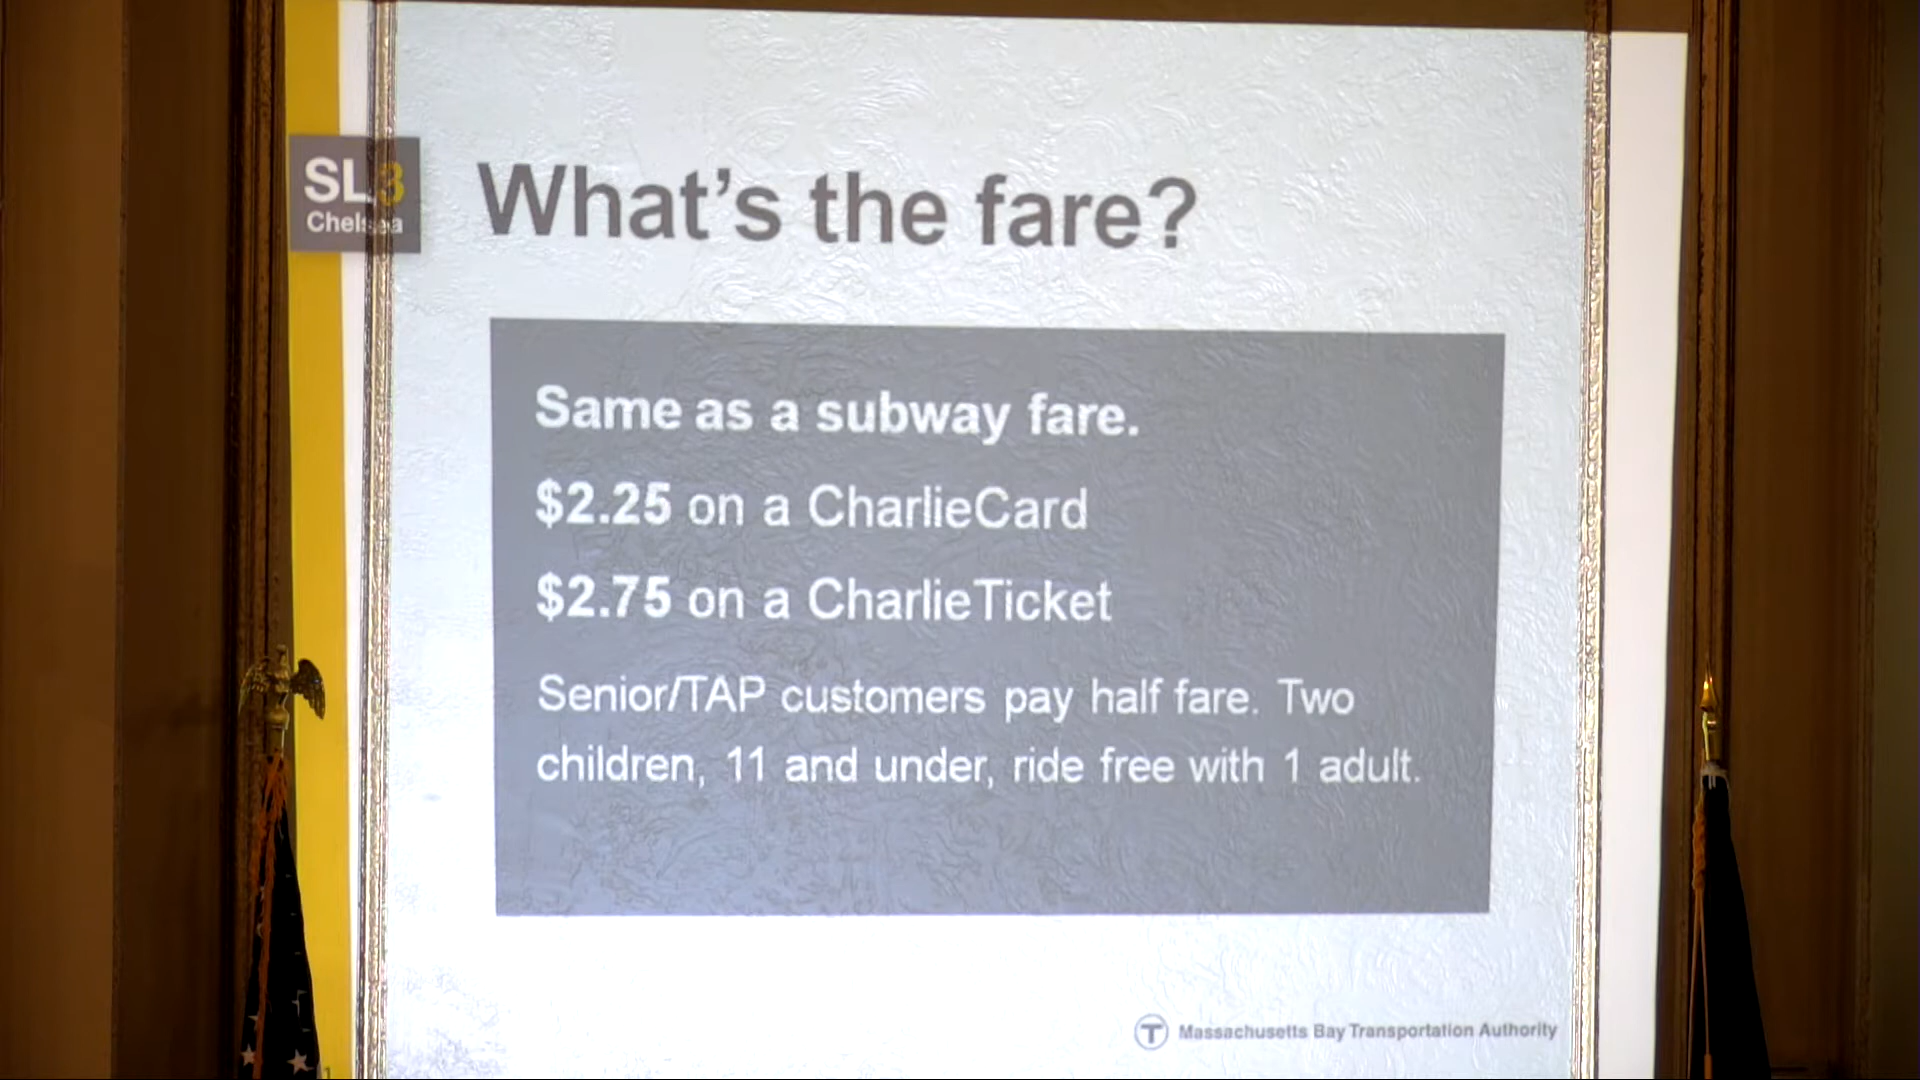 SL3
Chelsea
What's the fare?
Same as a subway fare.
$2.25 on a CharlieCard
$2.75 on a CharlieTicket
Senior/TAP customers pay half fare. Two
children, 11 and under, ride free with 1 adult.
T Massachusetts Bay Transportation Authority